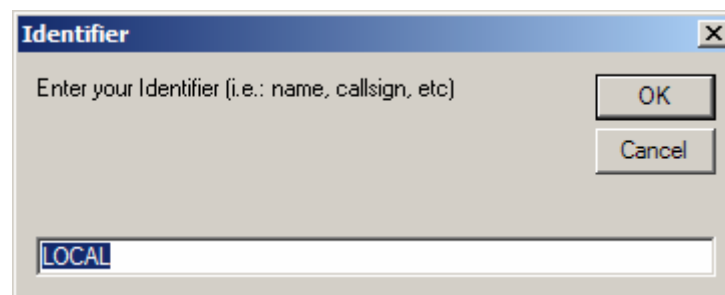 Identifier
Enter your Identifier (i.e.: name, callsign, etc)
OK
Cancel
LOCAL